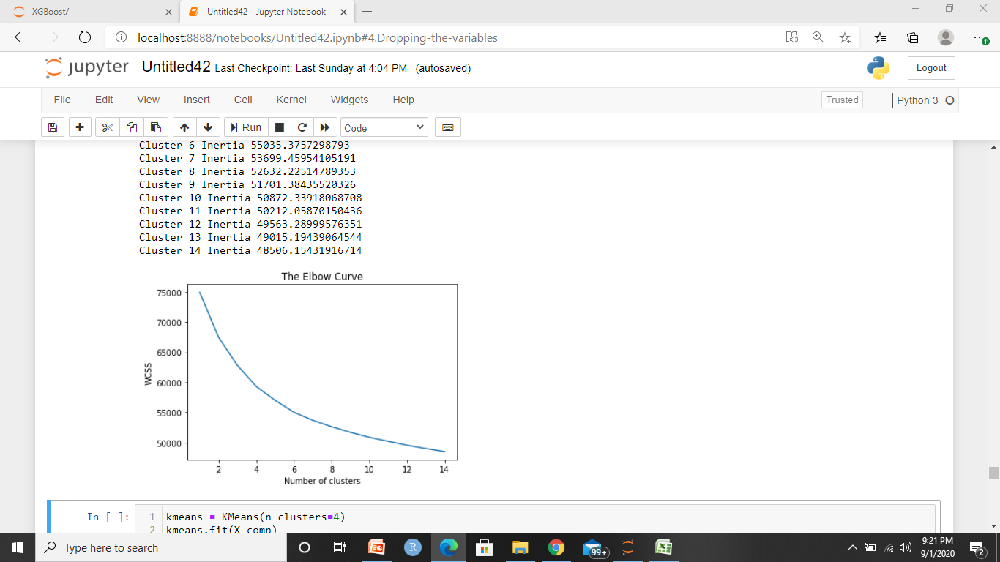 XGBoost/
Untitled42 - Jupyter Notebook
localhost:8888/notebooks/Untitled42.ipynb#4.Dropping-the-variables
jupyter Untitled42 Last Checkpoint: Last Sunday at 4:04 PM (autosaved)
Logout
File Edit View Insert Cell Kernel Widgets Help
Trusted
Python 3
Run
Code
Cluster 6 Inertia 55035.3757298793
Cluster 7 Inertia 53699.45954105191
Cluster 8 Inertia 52632.22514789353
Cluster 9 Inertia 51701.38435520326
Cluster 10 Inertia 50872.33918068708
Cluster 11 Inertia 50212.05870150436
Cluster 12 Inertia 49563.28999576351
Cluster 13 Inertia 49015.19439064544
Cluster 14 Inertia 48506.15431916714
The Elbow Curve
75000
70000
65000
60000
55000
50000
WCSS
2 4 6 8 10 12 14
Number of clusters
In [ ]:
1 kmeans = KMeans(n_clusters=4)
2 kmeans.fit(X_comp)
Type here to search
R
99+
9:21 PM
9/1/2020
2